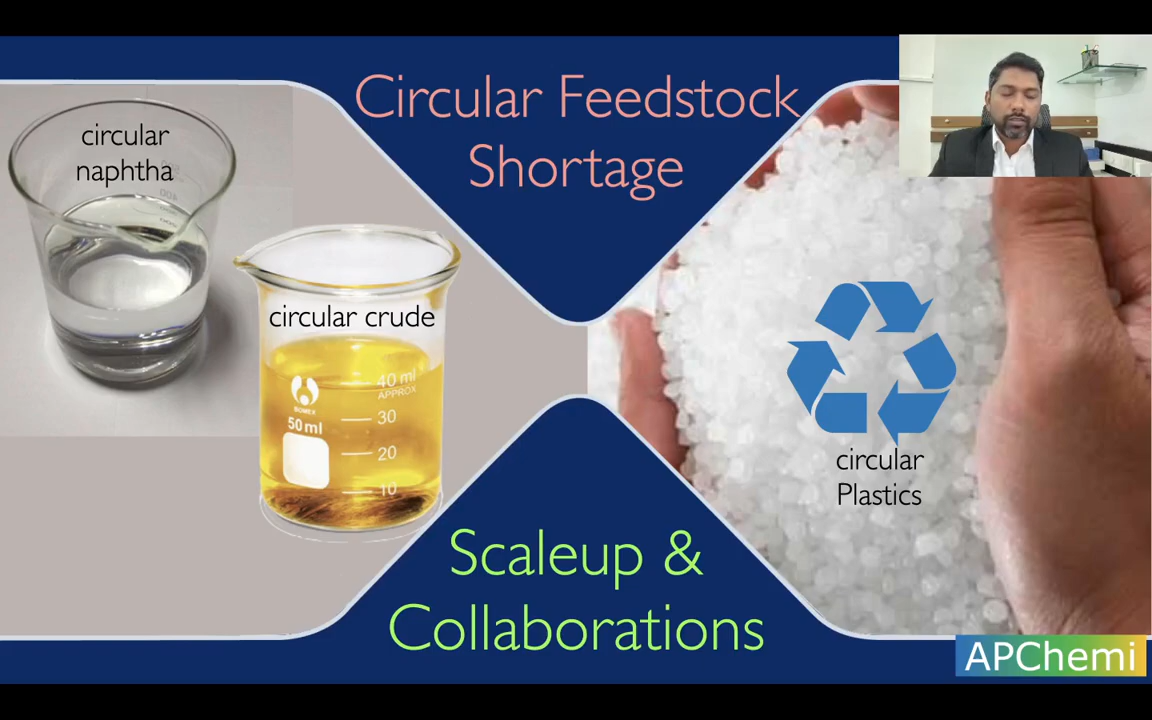 Circular Feedstock
Shortage
circular
naphtha
circular crude
40 ml
APPROX
BOMEX
50 ml
30
20
10
circular
Plastics
Scaleup &
Collaborations
APChemi